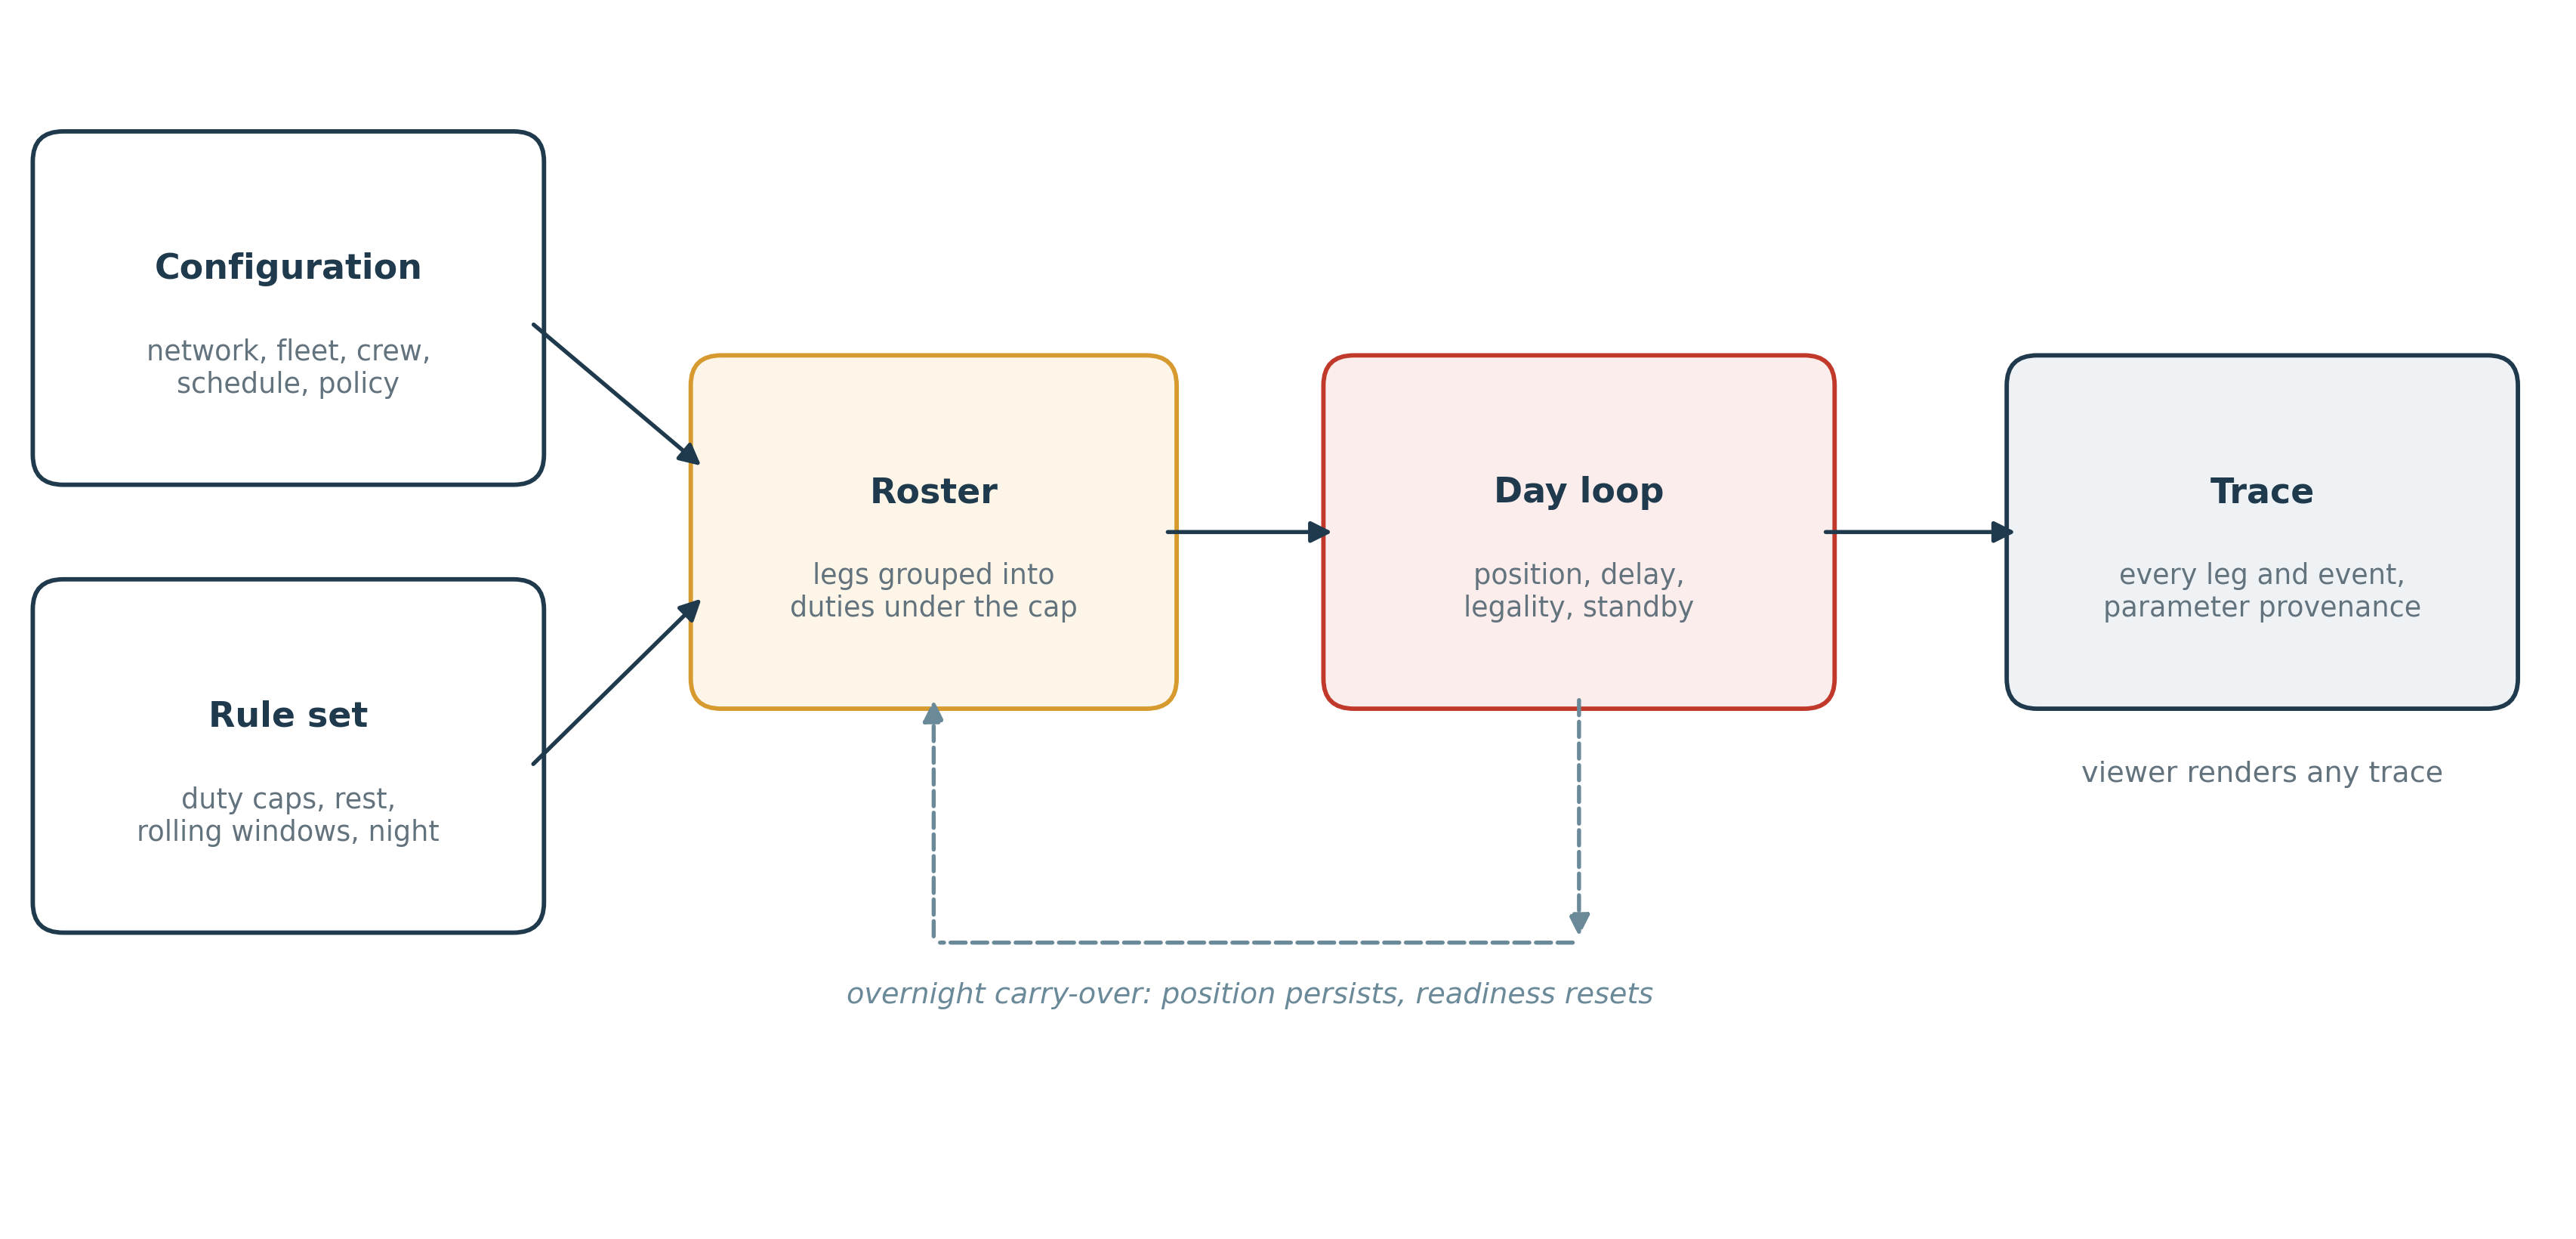 Configuration
network, fleet, crew,
schedule, policy
Rule set
duty caps, rest,
rolling windows, night
Roster
legs grouped into
duties under the cap
Day loop
position, delay,
legality, standby
Trace
every leg and event,
parameter provenance
viewer renders any trace
overnight carry-over: position persists, readiness resets